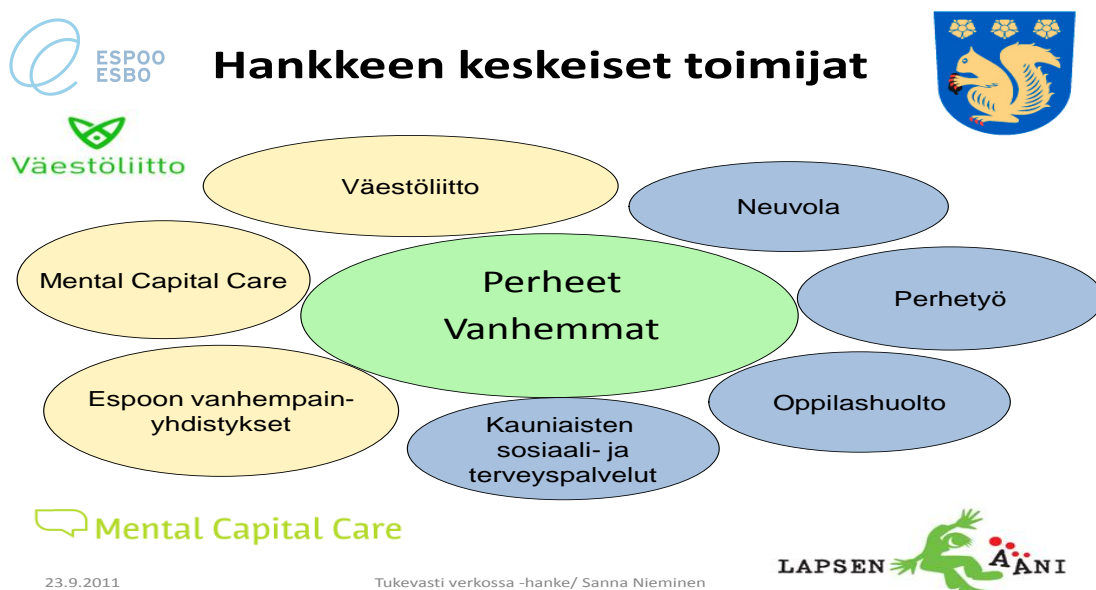 ESPOO
ESBO
Hankkeen keskeiset toimijat
Väestöliitto
Väestöliitto
Neuvola
Mental Capital Care
Perheet
Vanhemmat
Perhetyö
Espoon vanhempain-
yhdistykset
Kauniaisten
sosiaali- ja
terveyspalvelut
Oppilashuolto
Mental Capital Care
LAPSEN ÄÄNI
23.9.2011
Tukevasti verkossa -hanke/ Sanna Nieminen